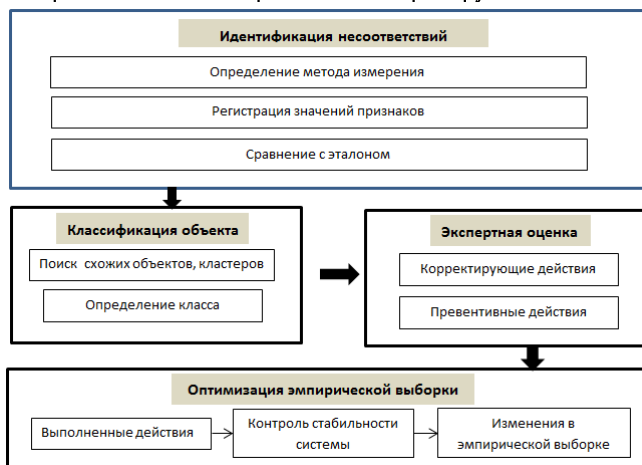 Идентификация несоответствий
Определение метода измерения
Регистрация значений признаков
Сравнение с эталоном
Классификация объекта
Поиск схожих объектов, кластеров
Определение класса
Экспертная оценка
Корректирующие действия
Превентивные действия
Оптимизация эмпирической выборки
Выполненные действия
Контроль стабильности
системы
Изменения в
эмпирической выборке